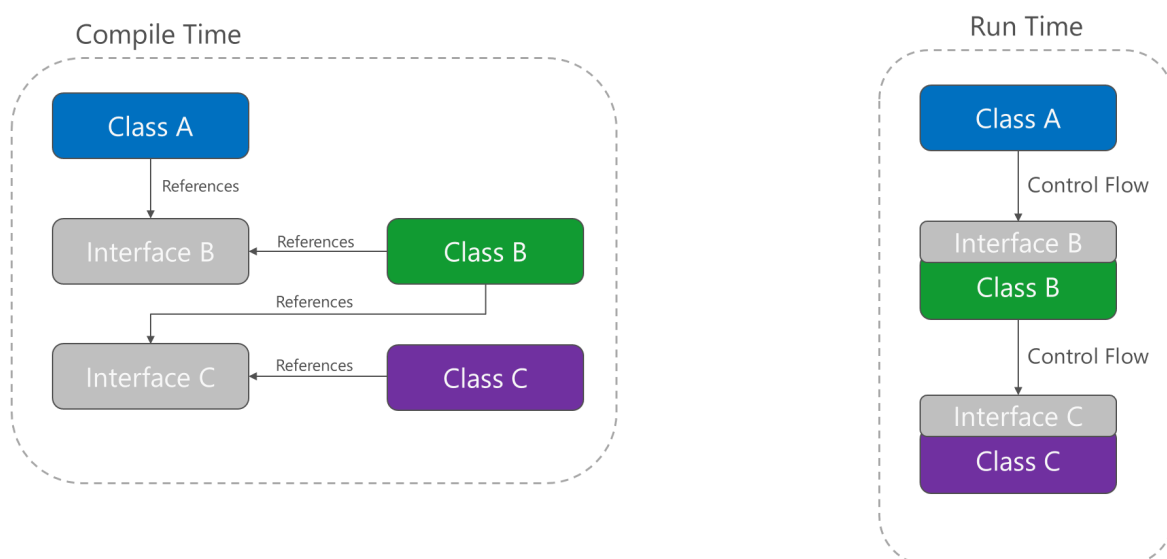 Compile Time
Class A
References
Interface B
References
Class B
References
Interface C
References
Class C
Run Time
Class A
Control Flow
Interface B
Class B
Control Flow
Interface C
Class C